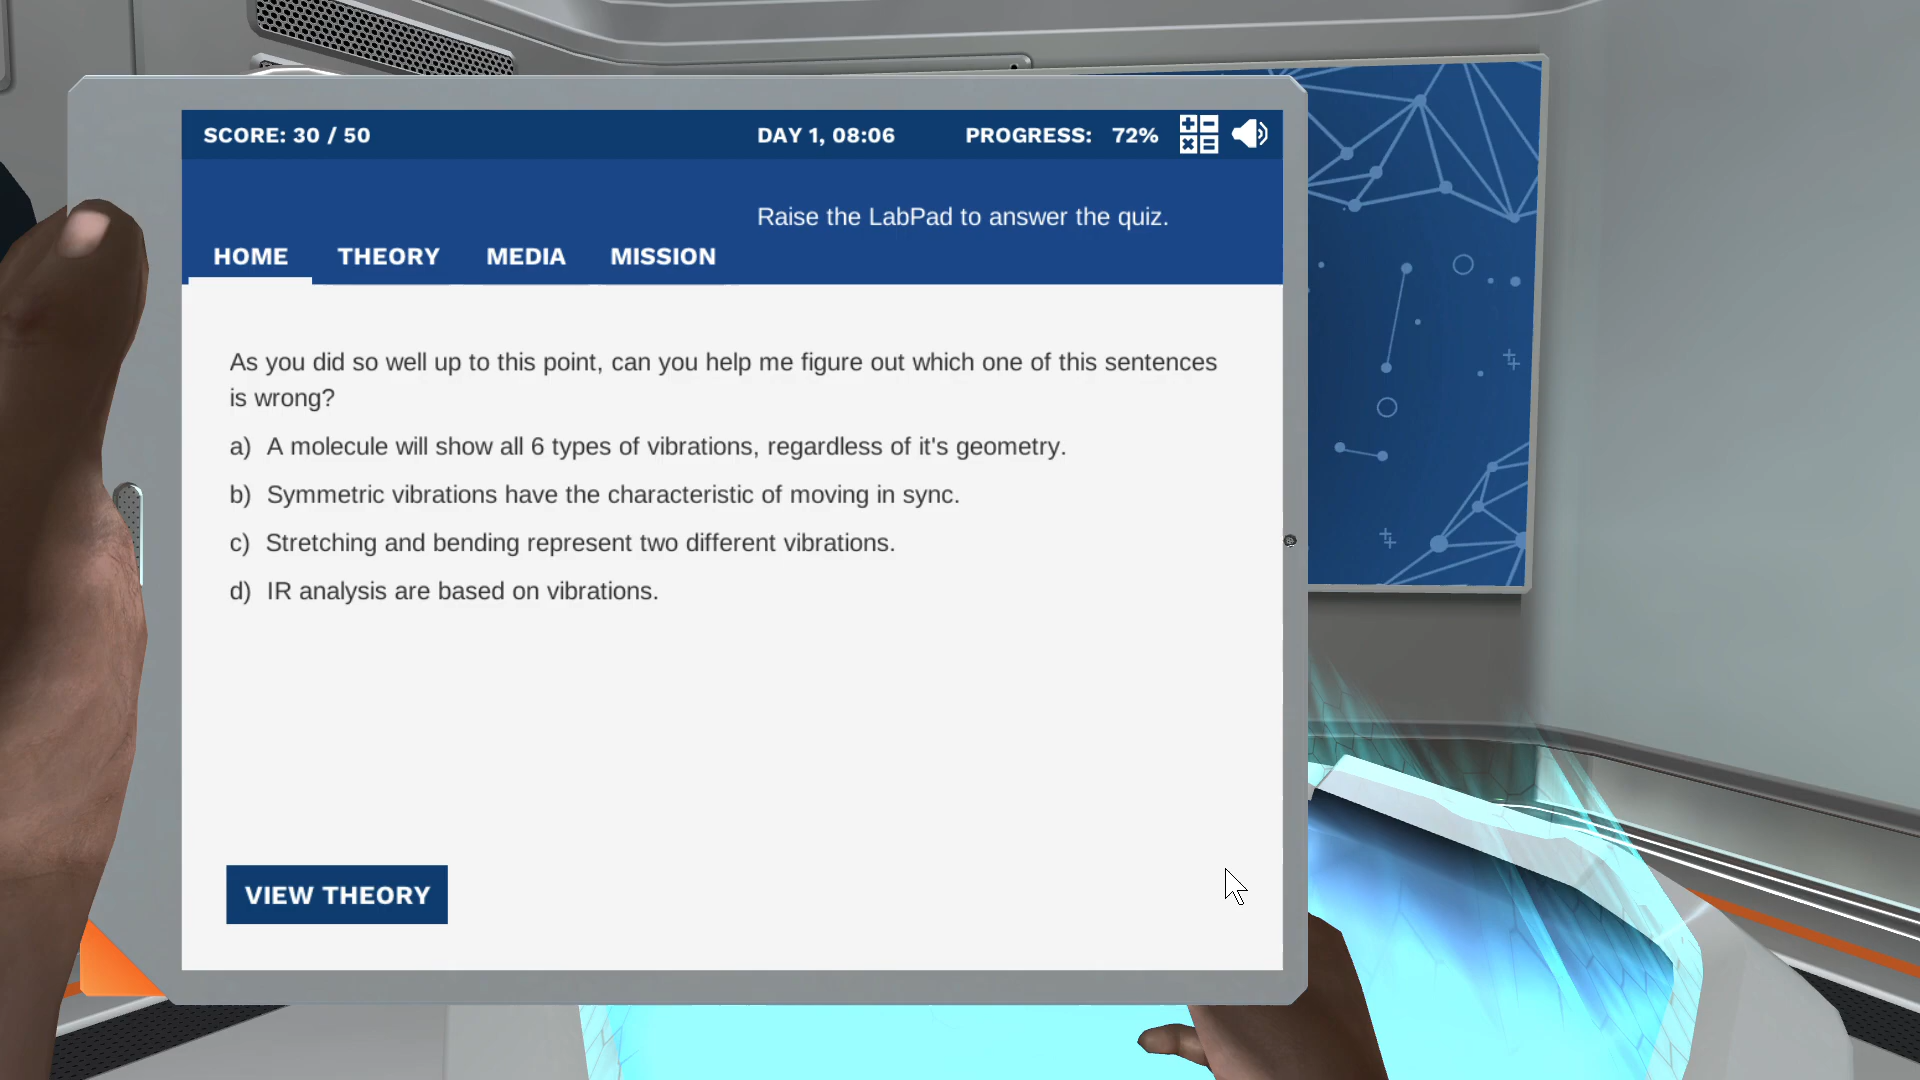 SCORE: 30 / 50
DAY 1, 08:06
PROGRESS: 72%
Raise the LabPad to answer the quiz.
HOME THEORY MEDIA MISSION
As you did so well up to this point, can you help me figure out which one of this sentences
is wrong?
a) A molecule will show all 6 types of vibrations, regardless of it's geometry.
b) Symmetric vibrations have the characteristic of moving in sync.
c) Stretching and bending represent two different vibrations.
d) IR analysis are based on vibrations.
VIEW THEORY